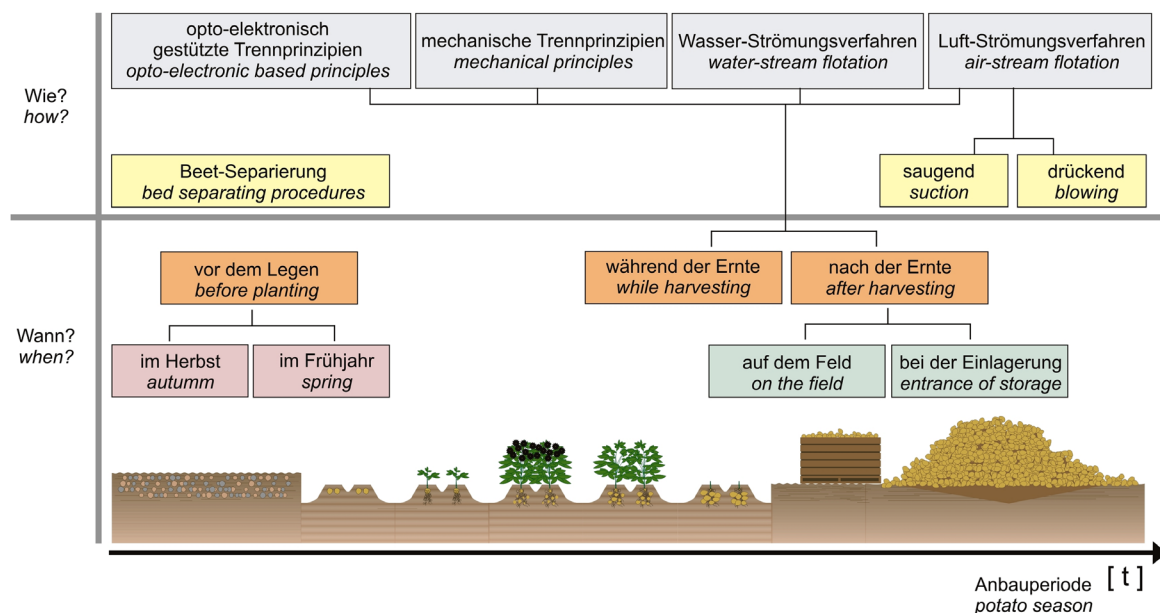 opto-elektronisch
gestützte Trennprinzipien
opto-electronic based principles
mechanische Trennprinzipien
mechanical principles
Wasser-Strömungsverfahren
water-stream flotation
Luft-Strömungsverfahren
air-stream flotation
Wie?
how?
Beet-Separierung
bed separating procedures
saugend
suction
drückend
blowing
vor dem Legen
before planting
während der Ernte
while harvesting
nach der Ernte
after harvesting
Wann?
when?
im Herbst
autumm
im Frühjahr
spring
auf dem Feld
on the field
bei der Einlagerung
entrance of storage
Anbauperiode
potato season
[ t ]